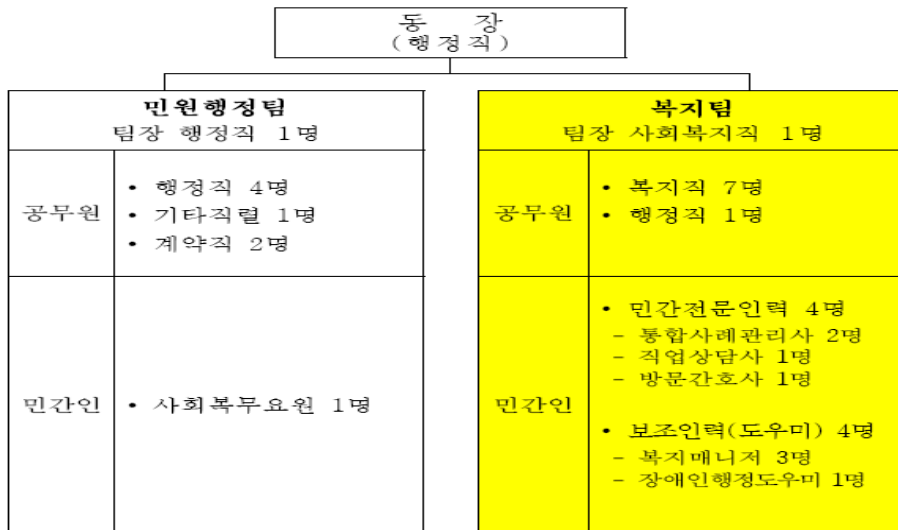 동 장
(행정직)
민원행정팀
팀장 행정직 1명
공무원
• 행정직 4명
• 기타직렬 1명
• 계약직 2명
민간인
• 사회복무요원 1명
복지팀
팀장 사회복지직 1명
공무원
• 복지직 7명
• 행정직 1명
민간인
• 민간전문인력 4명
- 통합사례관리사 2명
- 직업상담사 1명
- 방문간호사 1명
• 보조인력(도우미) 4명
- 복지매니저 3명
- 장애인행정도우미 1명